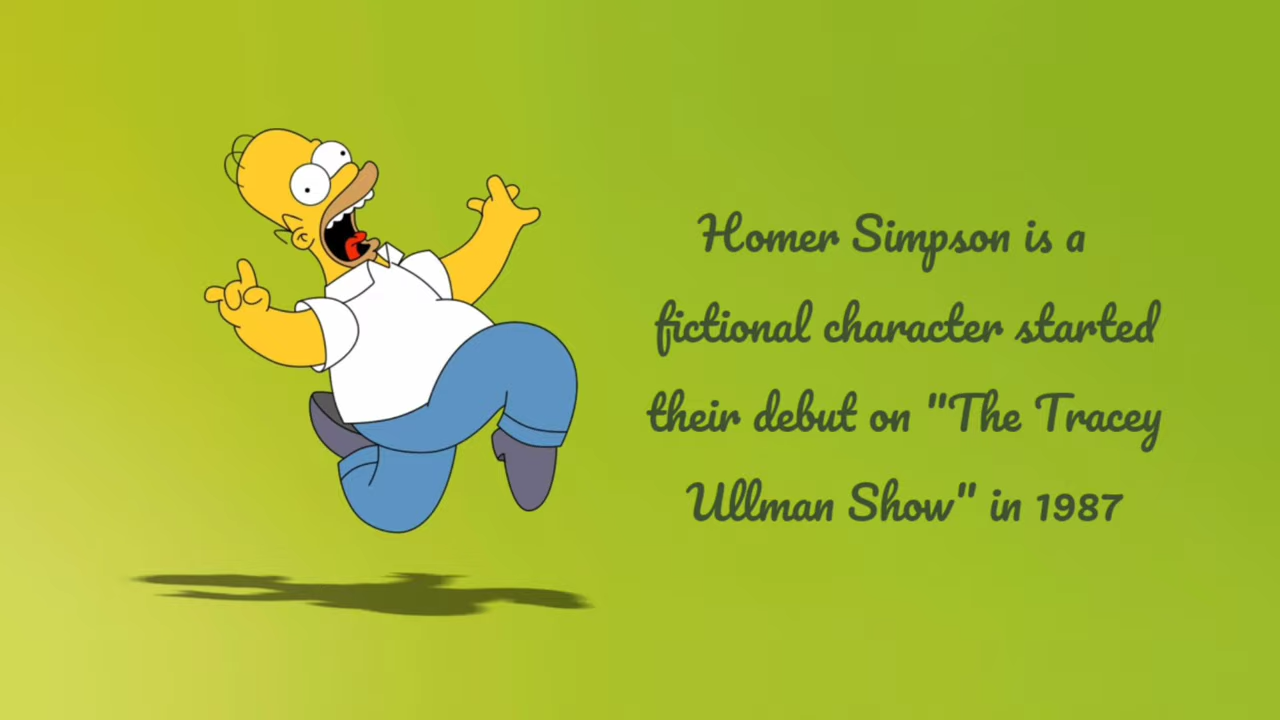 Homer Simpson is a
fictional character started
their debut on "The Tracey
Ullman Show" in 1987